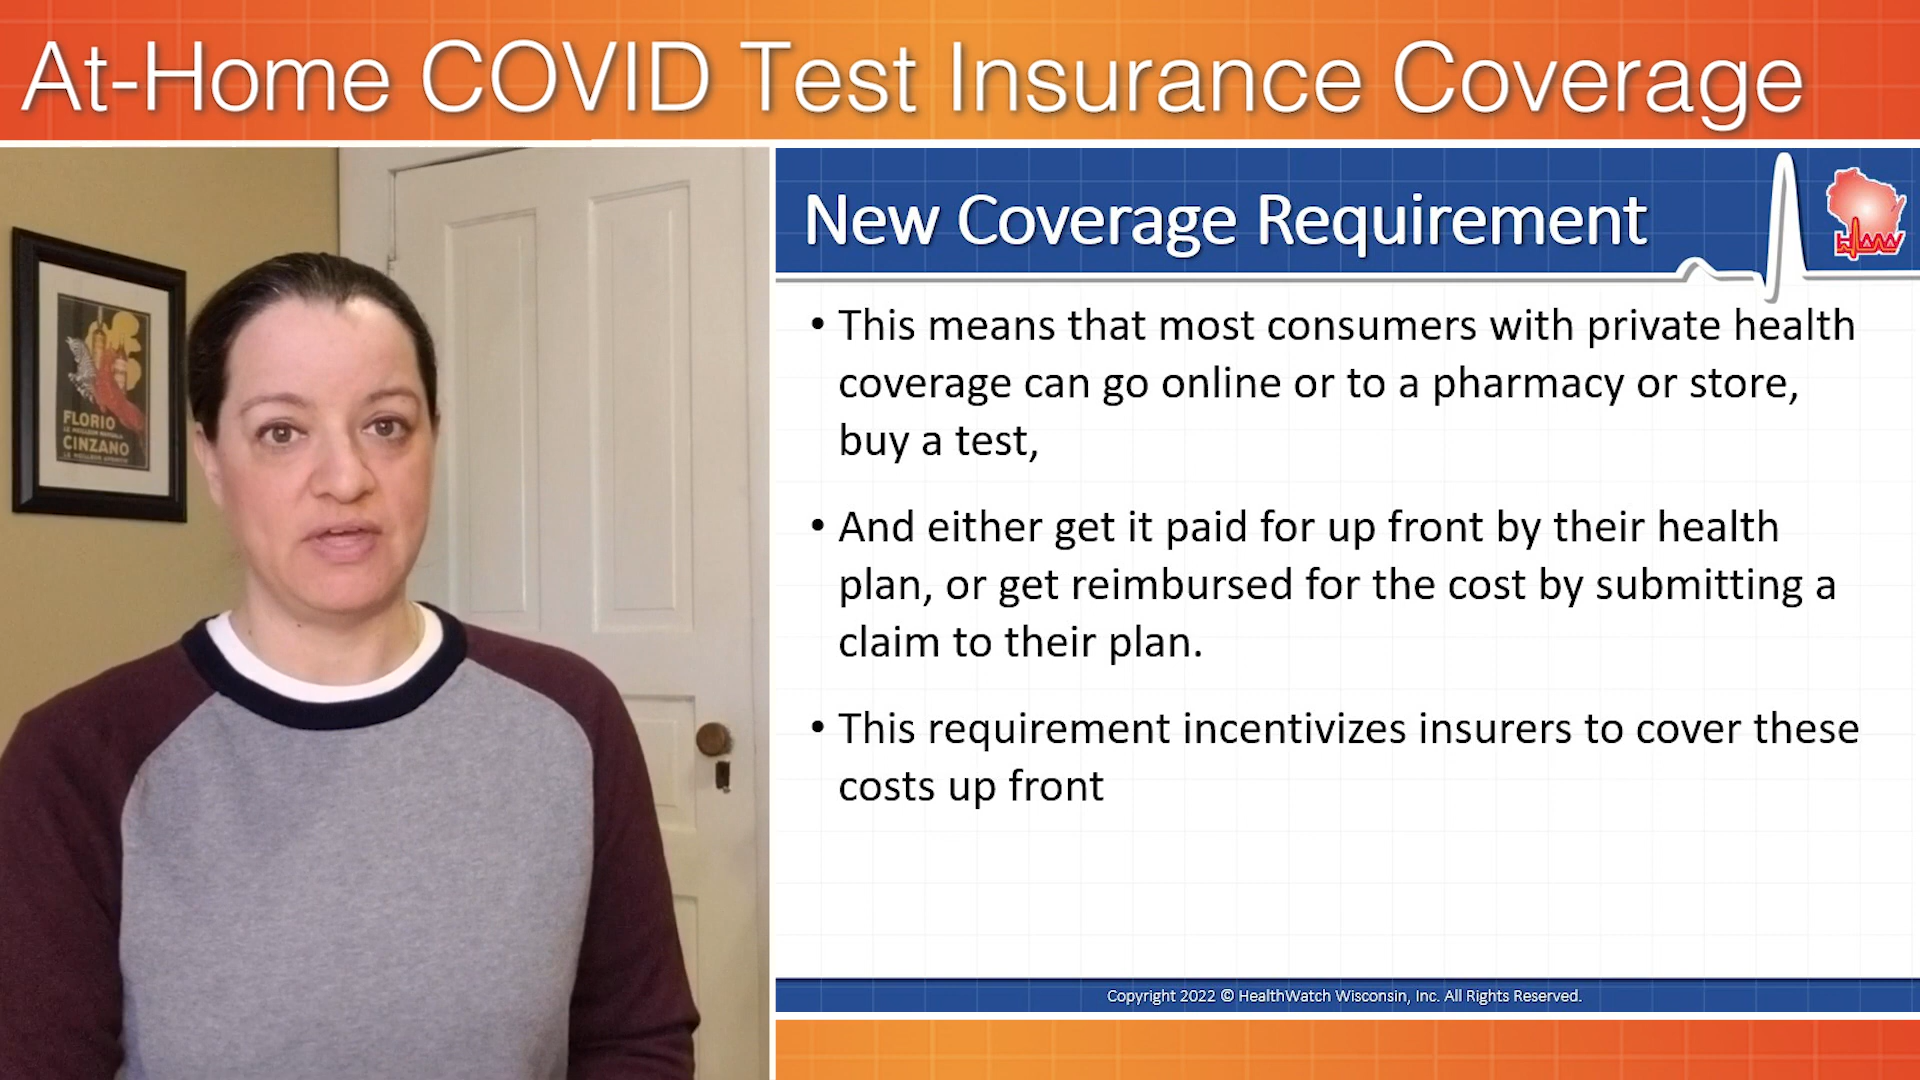 At-Home COVID Test Insurance Coverage
FLORIO
CINZANO
New Coverage Requirement
• This means that most consumers with private health
coverage can go online or to a pharmacy or store,
buy a test,
• And either get it paid for up front by their health
plan, or get reimbursed for the cost by submitting a
claim to their plan.
• This requirement incentivizes insurers to cover these
costs up front
Copyright 2022 © HealthWatch Wisconsin, Inc. All Rights Reserved.